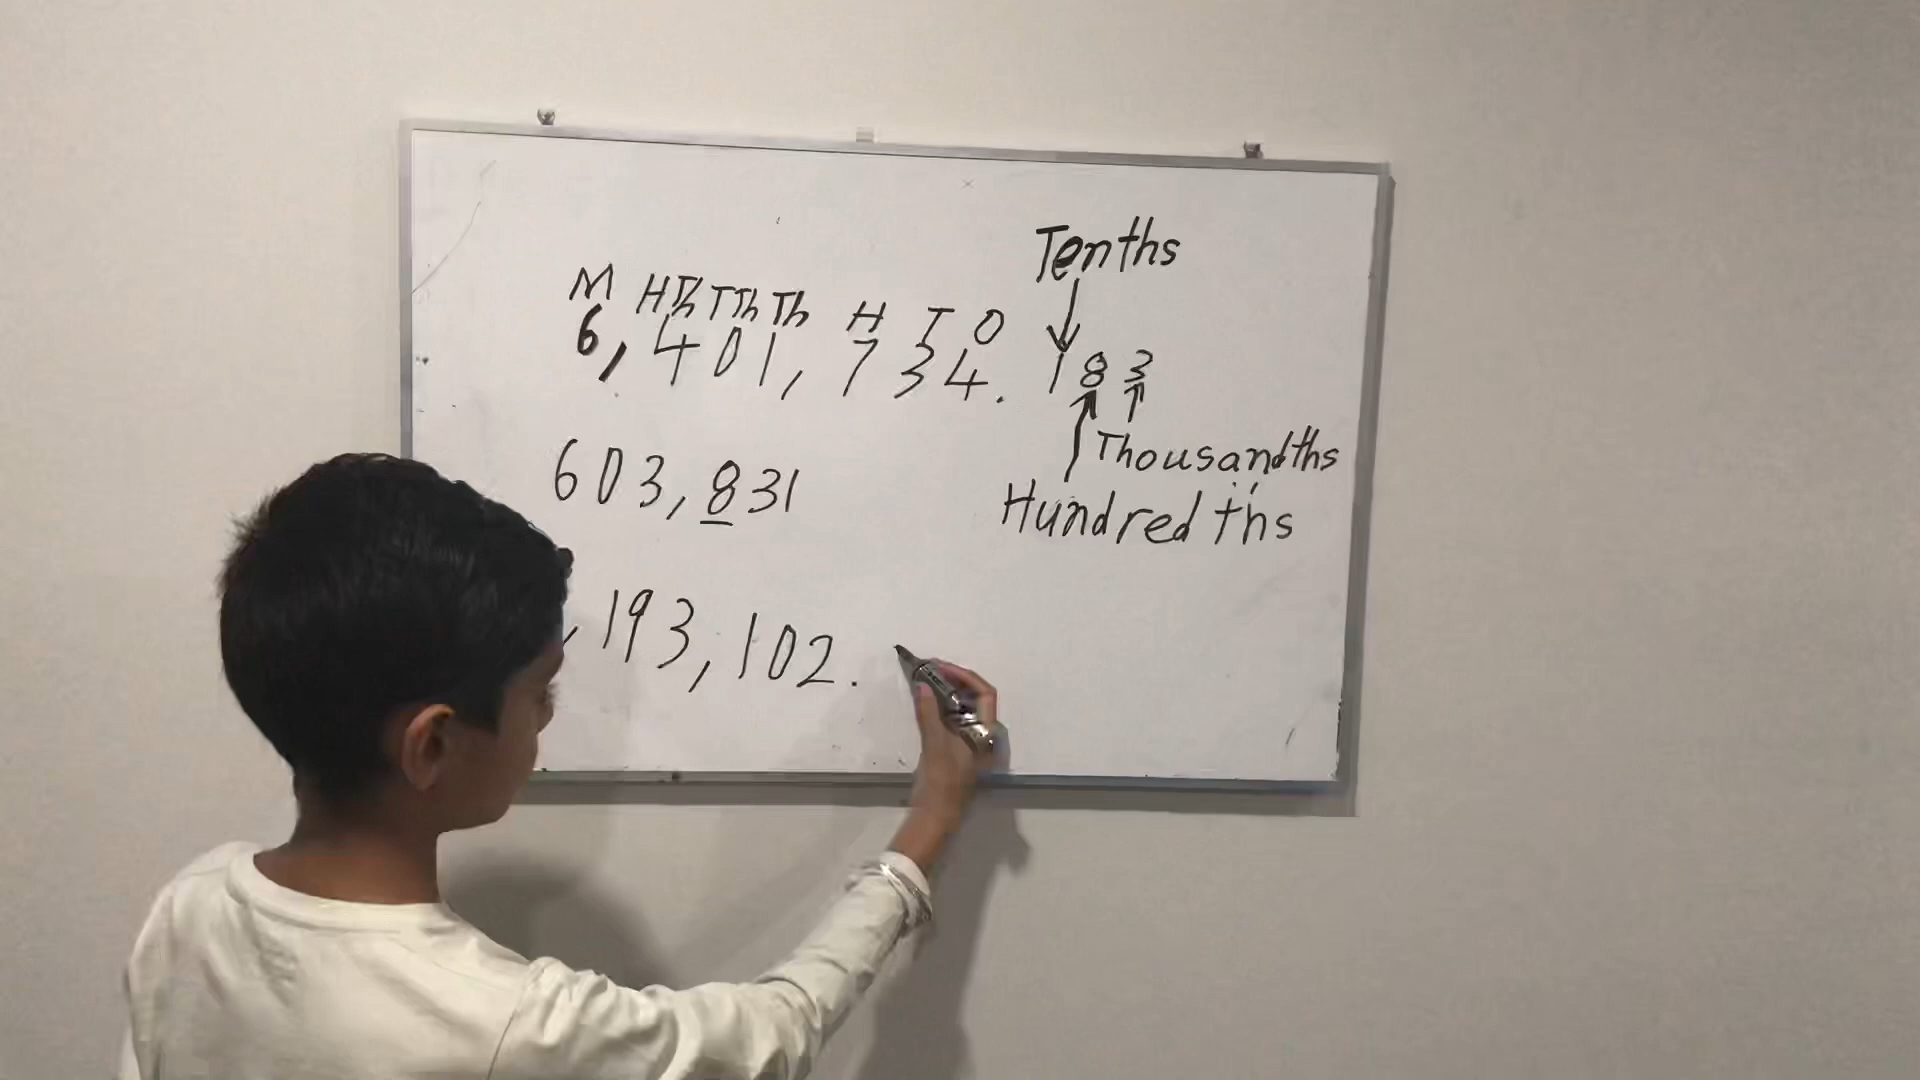 Tenths
M HTh TTh Th H T O
6,401,734.183
Thousandths
603,831
Hundredths
,193,102.